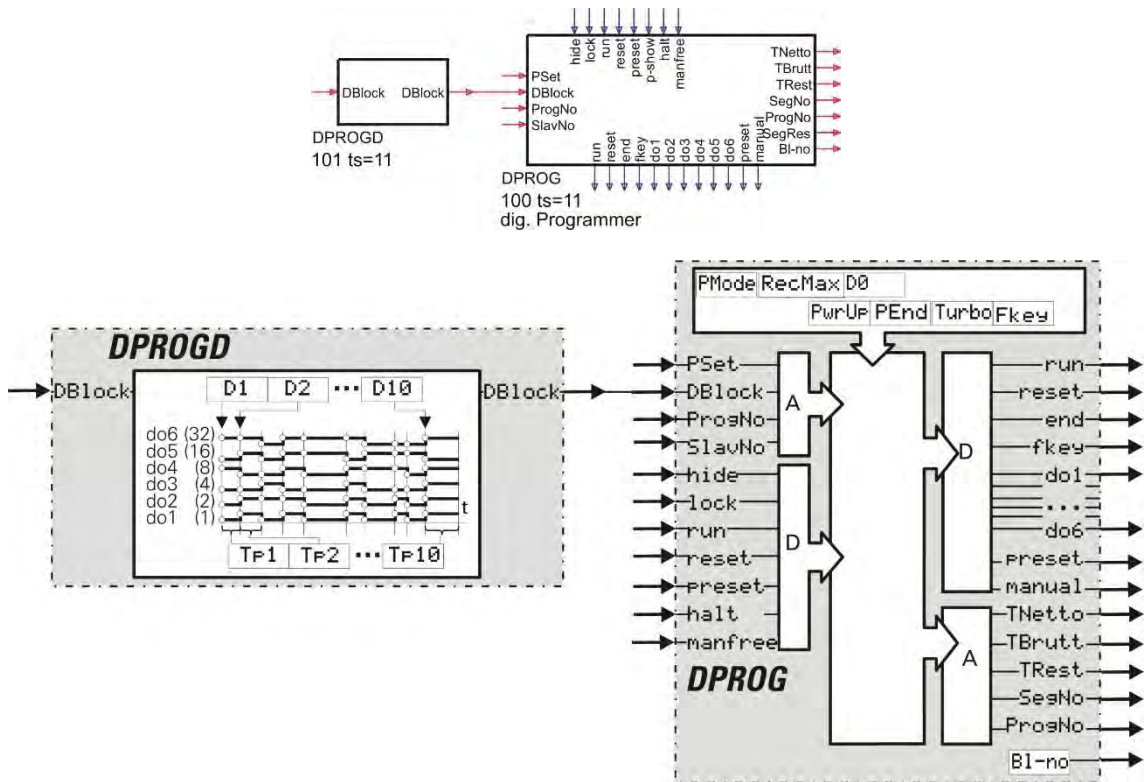 hide
lock
run
reset
preset
p-show
halt
manfree
PSet
DBlock
ProgNo
SlavNo
TNetto
TBrutt
TRest
SegNo
ProgNo
SegRes
Bl-no
run
reset
end
fkey
do1
do2
do3
do4
do5
do6
preset
manual
DBlock DBlock
DPROGD
101 ts=11
DPROG
100 ts=11
dig. Programmer
DPROGD
DBlock
DBlock
D1 D2 ··· D10
do6 (32)
do5 (16)
do4 (8)
do3 (4)
do2 (2)
do1 (1)
t
Tp1 Tp2 ··· Tp10
PMode RecMax D0
PwrUp PEnd Turbo Fkey
PSet
DBlock
ProgNo
SlavNo
A
hide
lock
run
reset
preset
halt
manfree
D
DPROG
run
reset
end
fkey
do1
···
do6
preset
manual
D
TNetto
TBrutt
TRest
SegNo
ProgNo
A
Bl-no